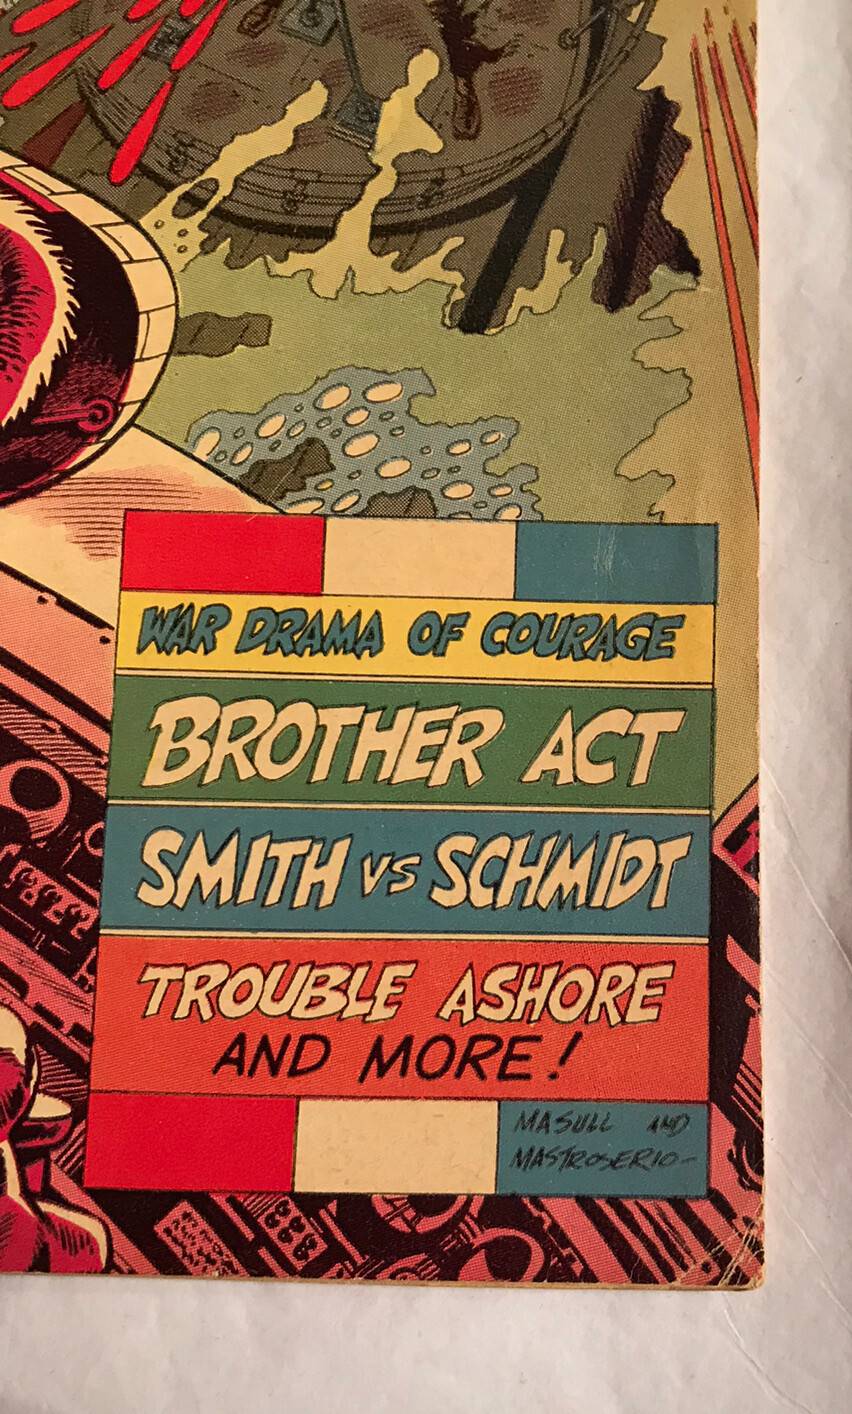 WAR DRAMA OF COURAGE
BROTHER ACT
SMITH VS SCHMIDT
TROUBLE ASHORE
AND MORE!
MASULL AND
MASTROSERIO-